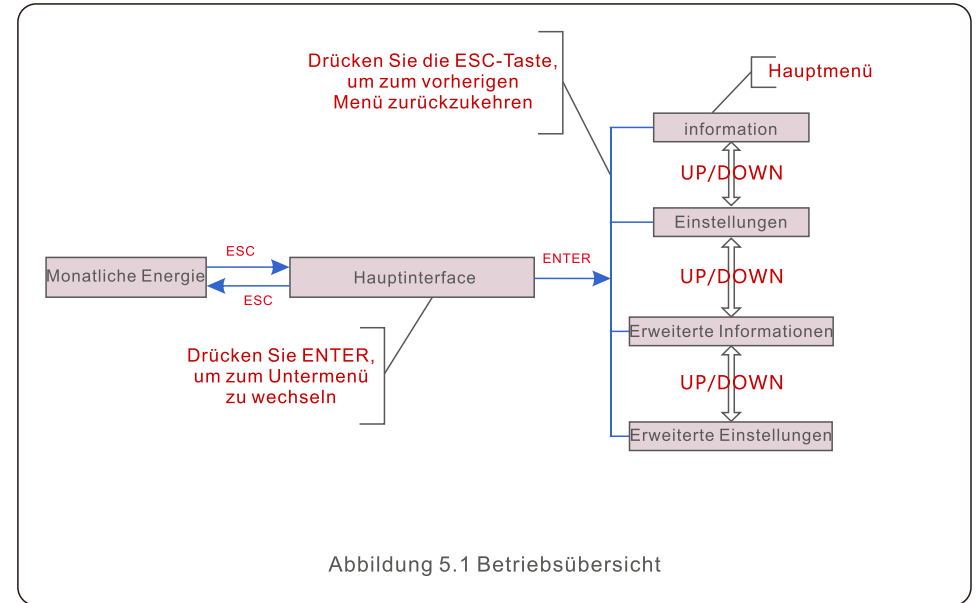 Drücken Sie die ESC-Taste,
um zum vorherigen
Menü zurückzukehren
Hauptmenü
information
UP/DOWN
Einstellungen
ESC
ENTER
Monatliche Energie
Hauptinterface
UP/DOWN
ESC
Erweiterte Informationen
Drücken Sie ENTER,
um zum Untermenü
zu wechseln
UP/DOWN
Erweiterte Einstellungen
Abbildung 5.1 Betriebsübersicht